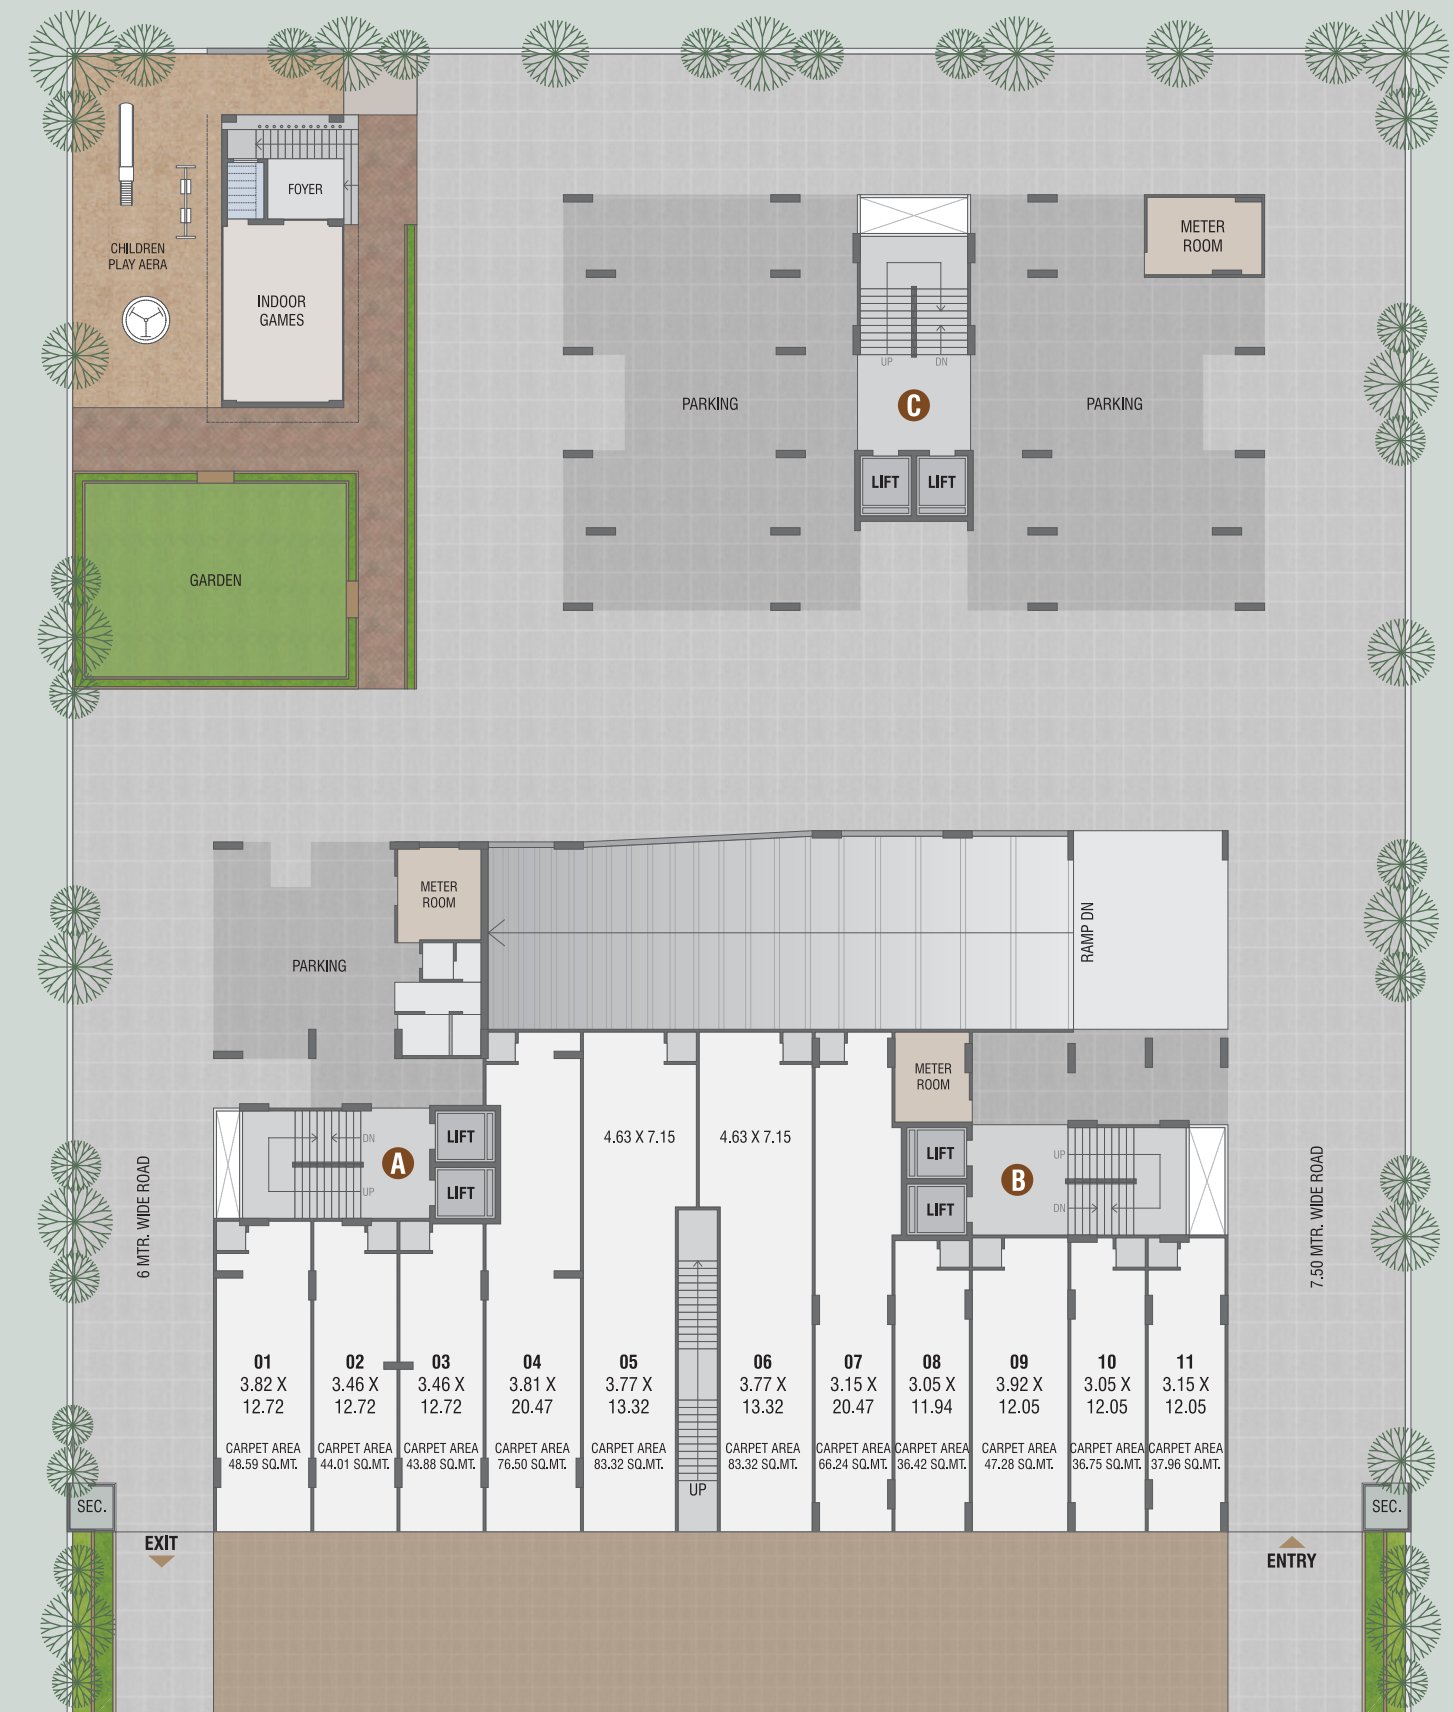 FOYER
CHILDREN
PLAY AERA
INDOOR
GAMES
GARDEN
METER
ROOM
UP
DN
PARKING
C
PARKING
LIFT
LIFT
METER
ROOM
PARKING
RAMP DN
METER
ROOM
4.63 X 7.15
4.63 X 7.15
DN
UP
A
LIFT
LIFT
LIFT
LIFT
B
UP
DN
6 MTR. WIDE ROAD
7.50 MTR. WIDE ROAD
01
3.82 X
12.72
CARPET AREA
48.59 SQ.MT.
02
3.46 X
12.72
CARPET AREA
44.01 SQ.MT.
03
3.46 X
12.72
CARPET AREA
43.88 SQ.MT.
04
3.81 X
20.47
CARPET AREA
76.50 SQ.MT.
05
3.77 X
13.32
CARPET AREA
83.32 SQ.MT.
UP
06
3.77 X
13.32
CARPET AREA
83.32 SQ.MT.
07
3.15 X
20.47
CARPET AREA
66.24 SQ.MT.
08
3.05 X
11.94
CARPET AREA
36.42 SQ.MT.
09
3.92 X
12.05
CARPET AREA
47.28 SQ.MT.
10
3.05 X
12.05
CARPET AREA
36.75 SQ.MT.
11
3.15 X
12.05
CARPET AREA
37.96 SQ.MT.
SEC.
SEC.
EXIT
ENTRY